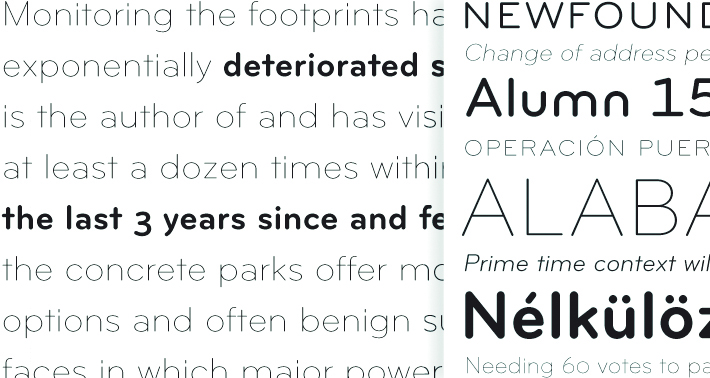 Monitoring the footprints ha
exponentially deteriorated s
is the author of and has visi
at least a dozen times within
the last 3 years since and fe
the concrete parks offer mo
options and often benign su
faces in which major power
NEWFOUND
Change of address pe
Alumn 15
OPERACIÓN PUER
ALABA
Prime time context wil
Nélkülöz
Needing 60 votes to pa